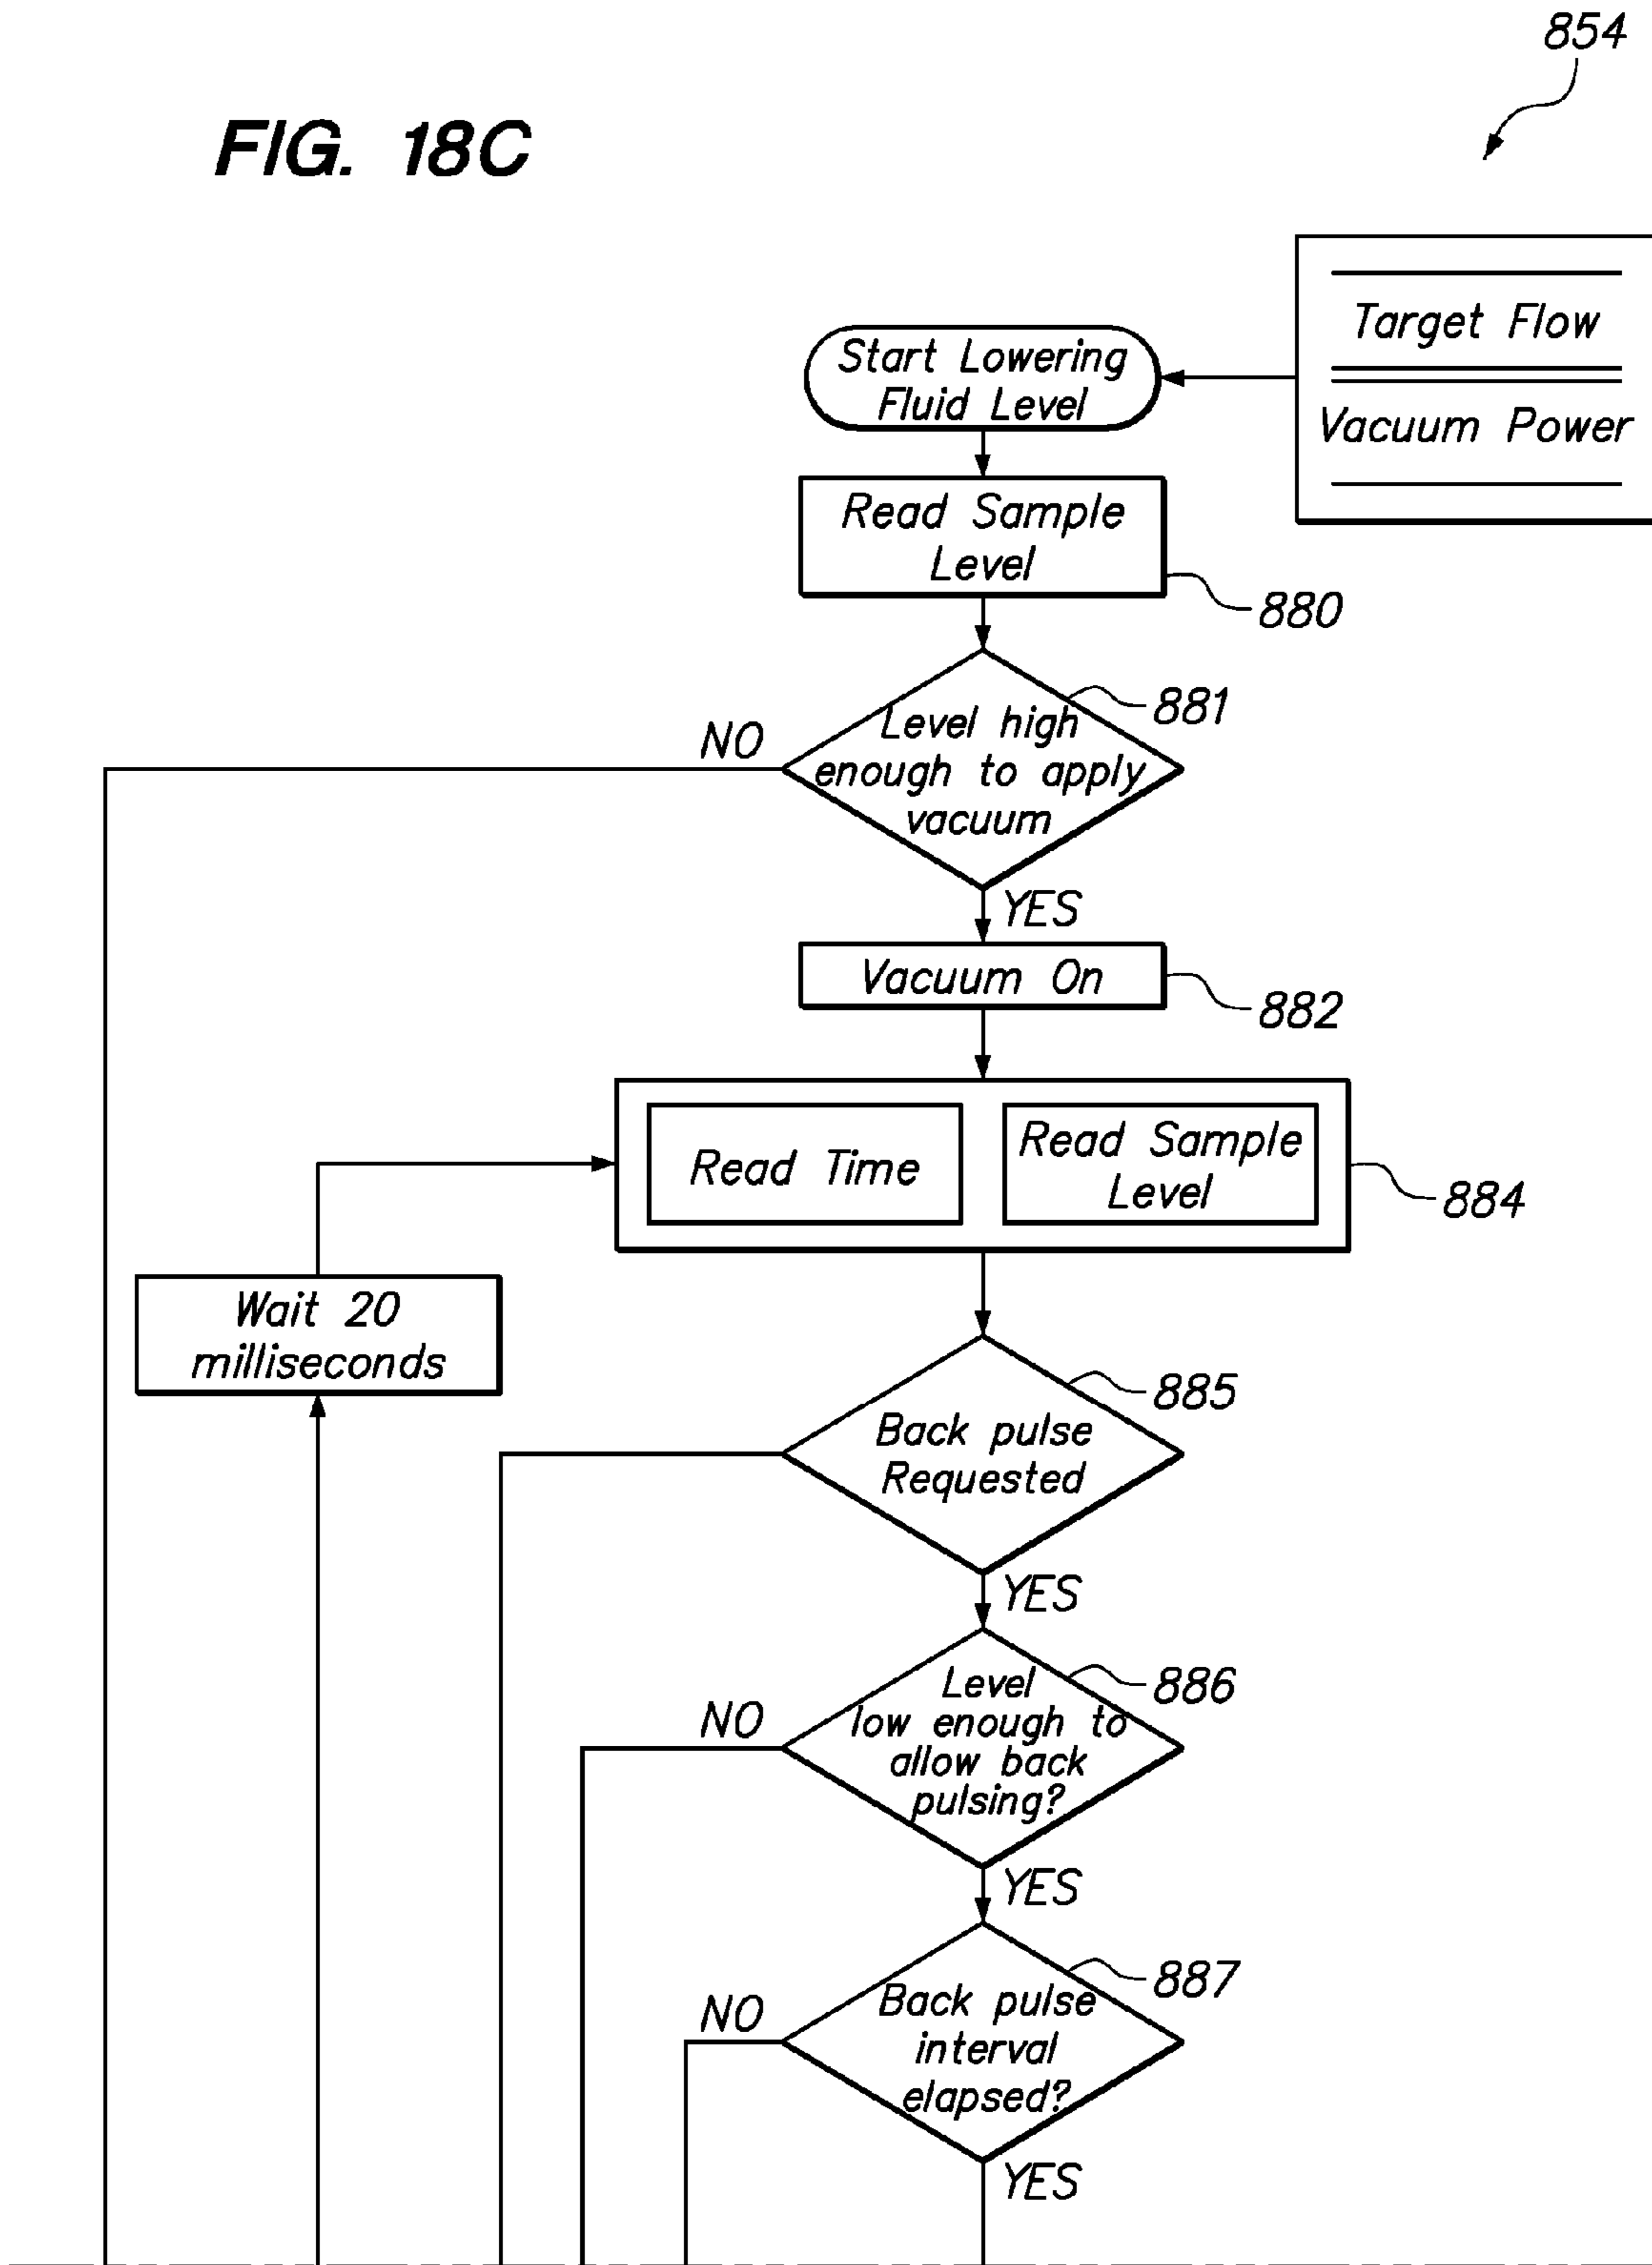 854
FIG. 18C
Target Flow
Vacuum Power
Start Lowering
Fluid Level
Read Sample
Level
880
881
NO
Level high
enough to apply
vacuum
YES
Vacuum On
882
Read Time
Read Sample
Level
884
Wait 20
milliseconds
885
Back pulse
Requested
YES
886
NO
Level
low enough to
allow back
pulsing?
YES
887
NO
Back pulse
interval
elapsed?
YES